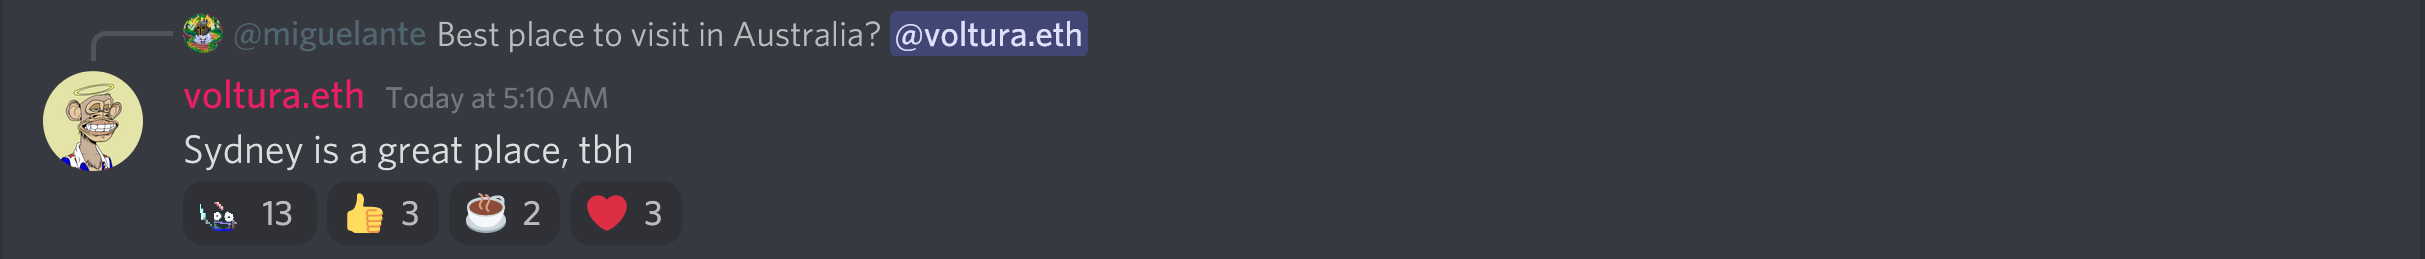 @miguelante Best place to visit in Australia? @voltura.eth
voltura.eth Today at 5:10 AM
Sydney is a great place, tbh
13 3 2 3